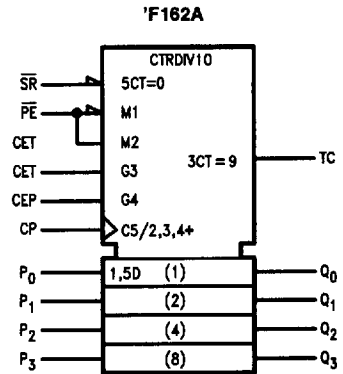 'F162A
CTRDIV10
SR 5CT=0
PE M1
CET M2
CET G3 3CT = 9 TC
CEP G4
CP C5/2,3,4+
P0 1,5D (1) Q0
P1 (2) Q1
P2 (4) Q2
P3 (8) Q3